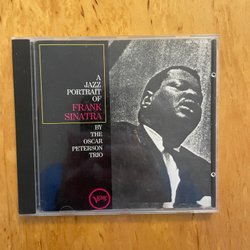 A
JAZZ
PORTRAIT
OF
FRANK
SINATRA
BY
THE
OSCAR
PETERSON
TRIO
Verve